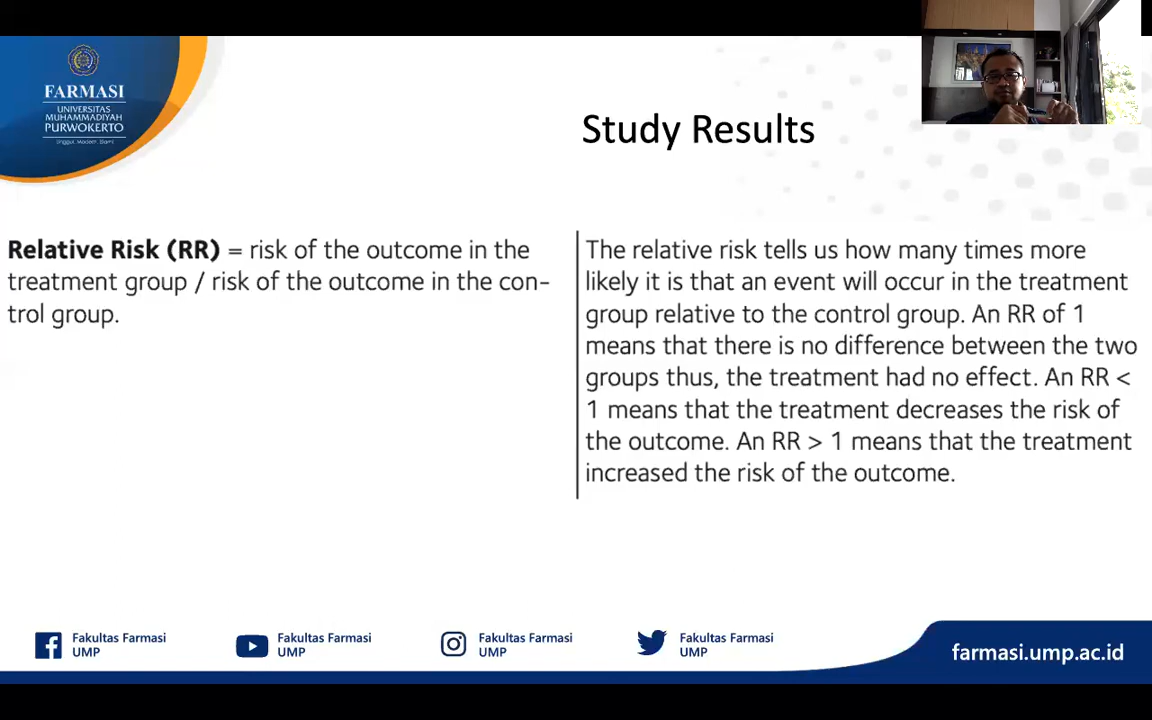 FARMASI
UNIVERSITAS
MUHAMMADIYAH
PURWOKERTO
Unggul, Modern, Islami
Study Results
Relative Risk (RR) = risk of the outcome in the
treatment group / risk of the outcome in the con-
trol group.
The relative risk tells us how many times more
likely it is that an event will occur in the treatment
group relative to the control group. An RR of 1
means that there is no difference between the two
groups thus, the treatment had no effect. An RR <
1 means that the treatment decreases the risk of
the outcome. An RR > 1 means that the treatment
increased the risk of the outcome.
Fakultas Farmasi
UMP
Fakultas Farmasi
UMP
Fakultas Farmasi
UMP
Fakultas Farmasi
UMP
farmasi.ump.ac.id